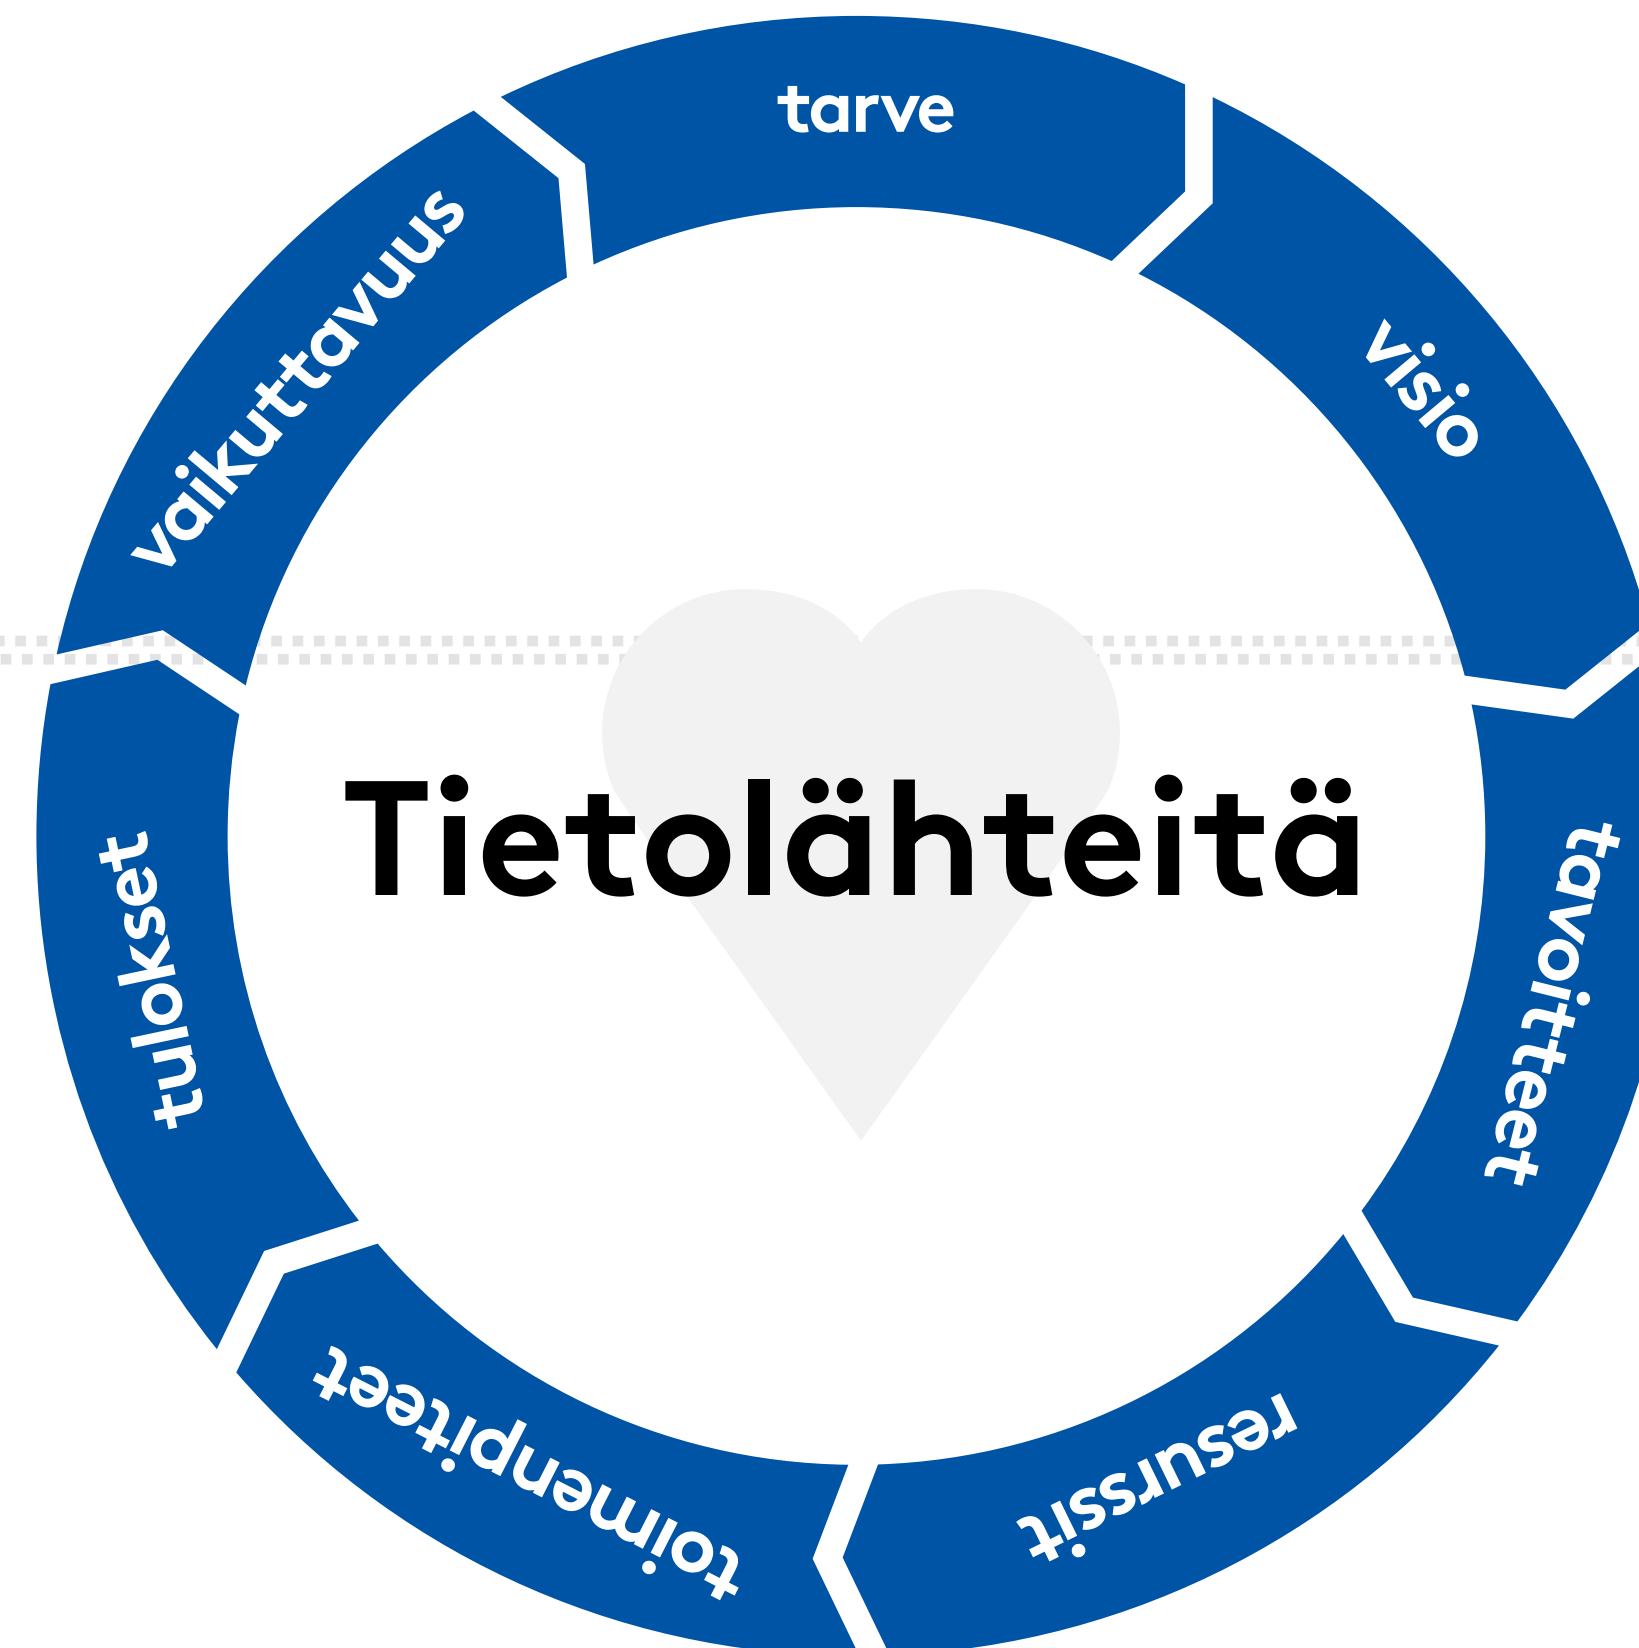 tarve
visio
tavoitteet
resurssit
toimenpiteet
tulokset
vaikuttavuus
Tietolähteitä